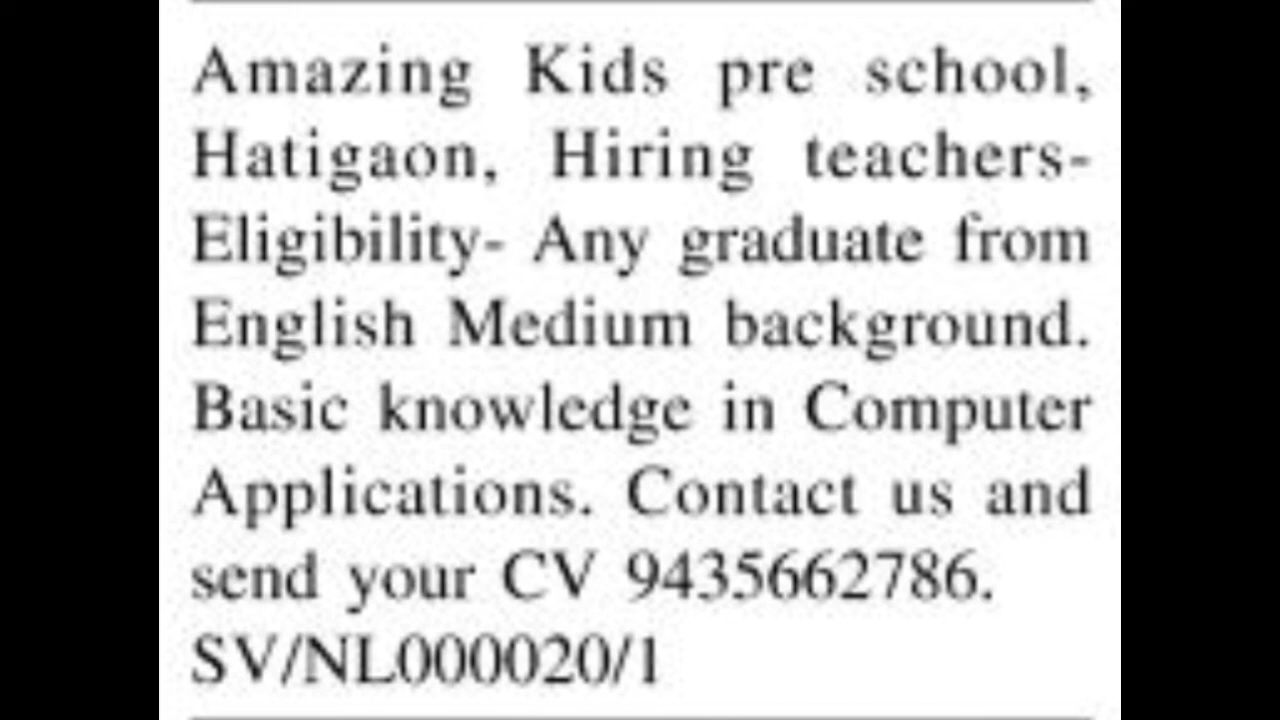 Amazing Kids pre school,
Hatigaon, Hiring teachers-
Eligibility- Any graduate from
English Medium background.
Basic knowledge in Computer
Applications. Contact us and
send your CV 9435662786.
SV/NL000020/1